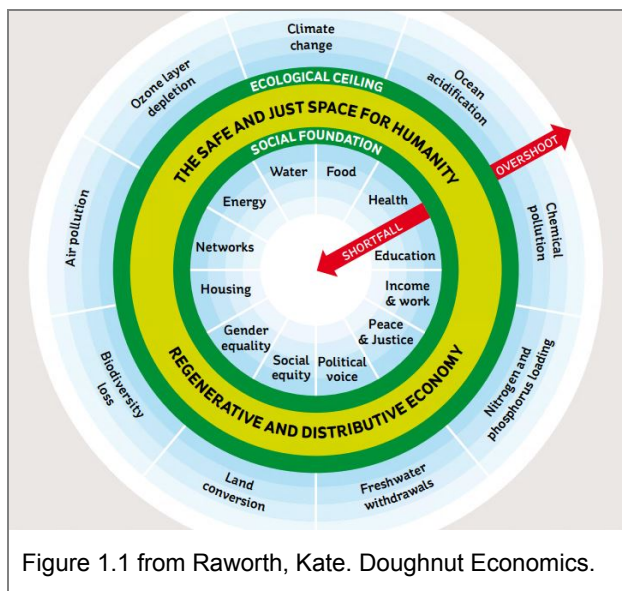 Climate
change
Ocean
acidification
Chemical
pollution
Nitrogen and
phosphorus loading
Freshwater
withdrawals
Land
conversion
Biodiversity
loss
Air pollution
Ozone layer
depletion
ECOLOGICAL CEILING
THE SAFE AND JUST SPACE FOR HUMANITY
SOCIAL FOUNDATION
OVERSHOOT
SHORTFALL
Water
Food
Health
Education
Income
& work
Peace
& Justice
Political
voice
Social
equity
Gender
equality
Housing
Networks
Energy
REGENERATIVE AND DISTRIBUTIVE ECONOMY
Figure 1.1 from Raworth, Kate. Doughnut Economics.